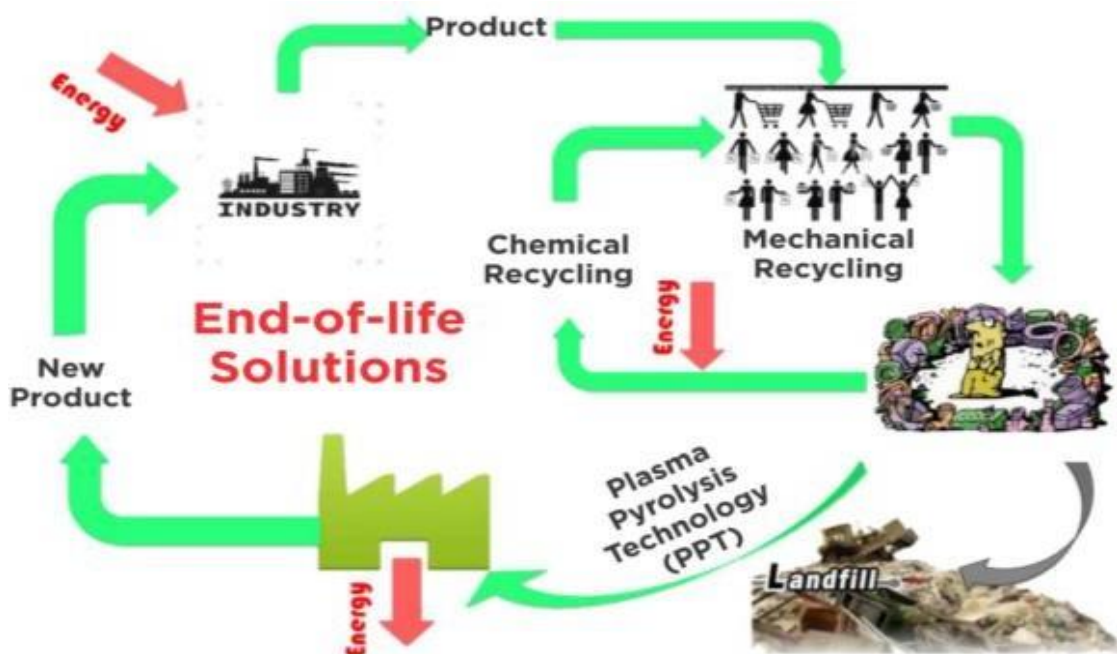 Product
Energy
INDUSTRY
Chemical
Recycling
Mechanical
Recycling
Energy
End-of-life
Solutions
New
Product
Plasma
Pyrolysis
Technology
(PPT)
Landfill
Energy